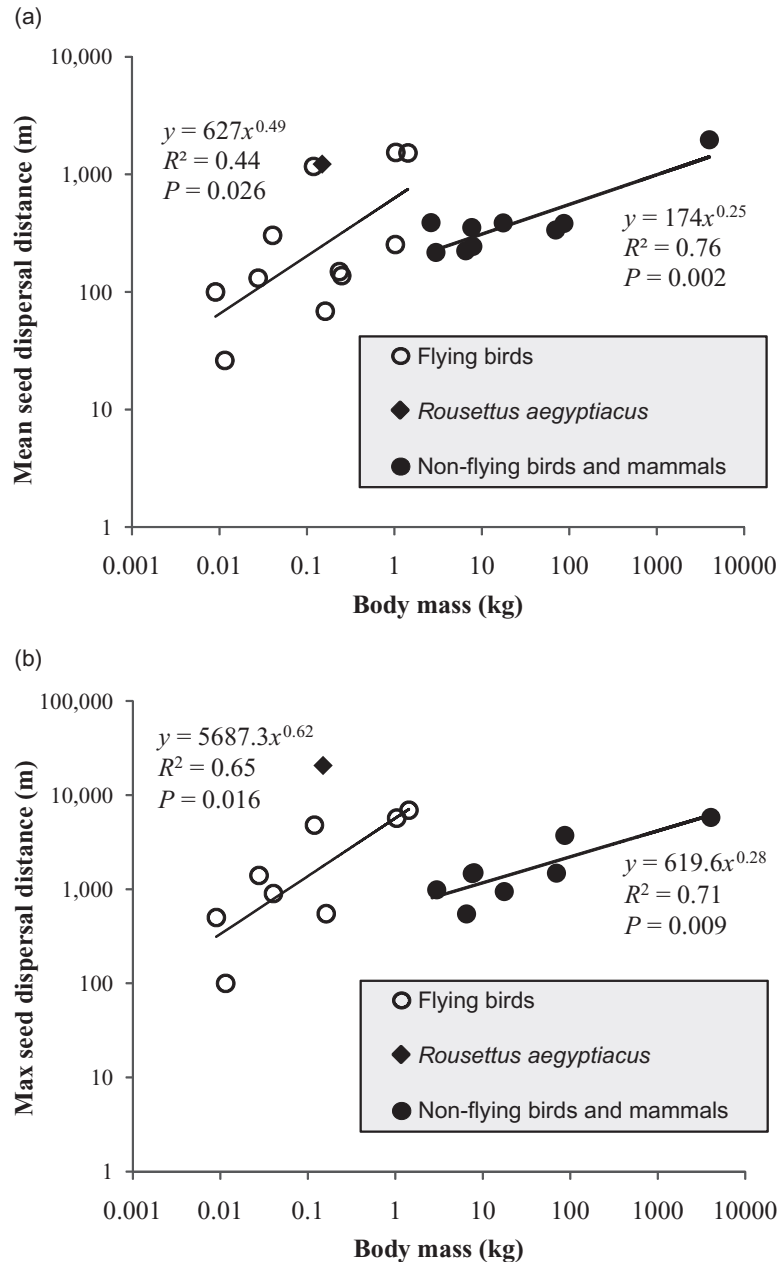 (a)
10,000
1,000
100
10
1
Mean seed dispersal distance (m)
y = 627x^0.49
R² = 0.44
P = 0.026
y = 174x^0.25
R² = 0.76
P = 0.002
Flying birds
Rousettus aegyptiacus
Non-flying birds and mammals
0.001 0.01 0.1 1 10 100 1000 10000
Body mass (kg)
(b)
100,000
10,000
1,000
100
10
1
Max seed dispersal distance (m)
y = 5687.3x^0.62
R² = 0.65
P = 0.016
y = 619.6x^0.28
R² = 0.71
P = 0.009
Flying birds
Rousettus aegyptiacus
Non-flying birds and mammals
0.001 0.01 0.1 1 10 100 1000 10000
Body mass (kg)